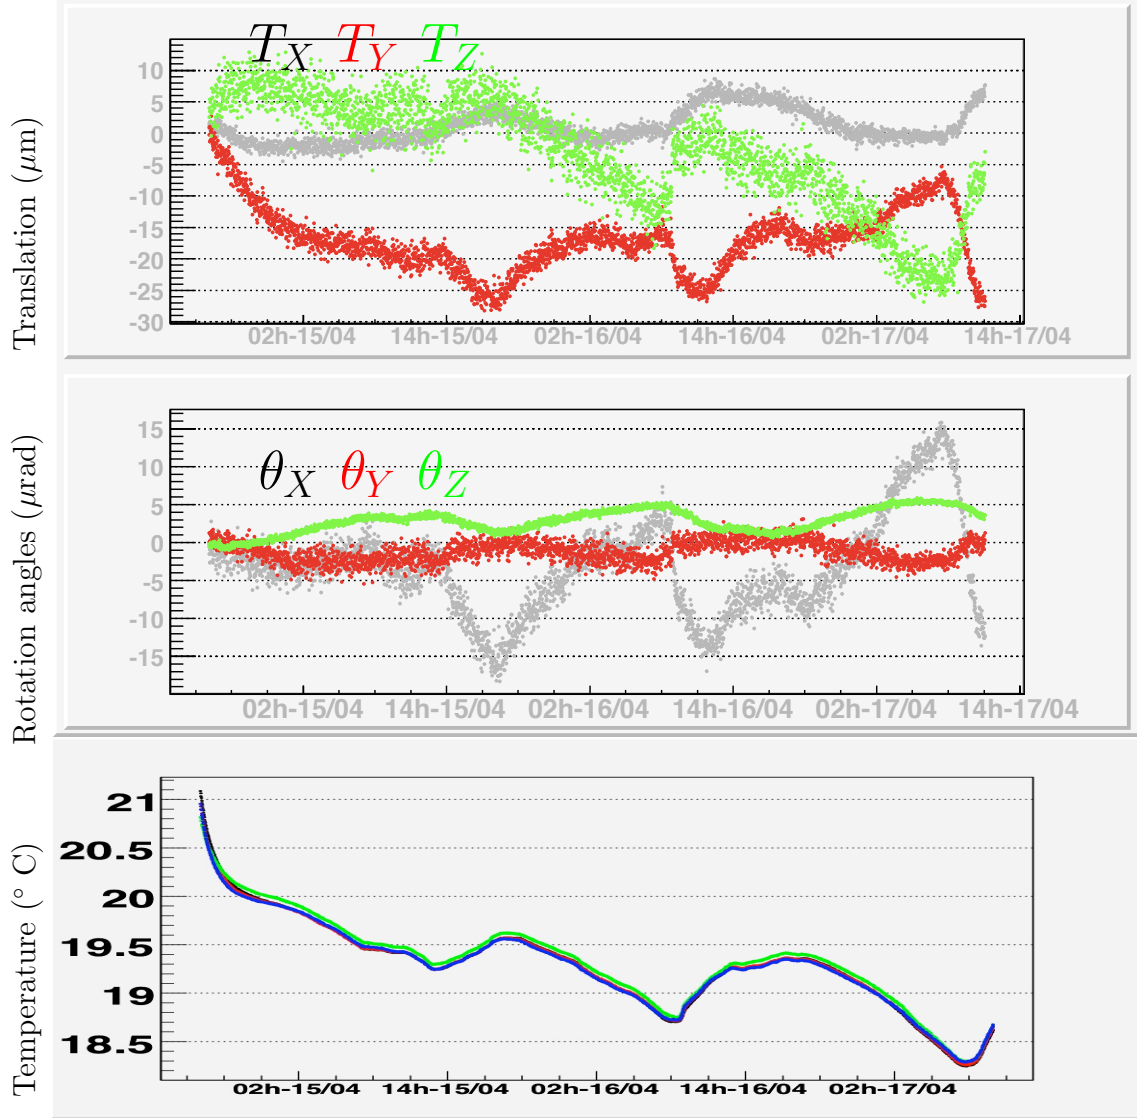 T_X T_Y T_Z
Translation (μm)
10
5
0
-5
-10
-15
-20
-25
-30
02h-15/04 14h-15/04 02h-16/04 14h-16/04 02h-17/04 14h-17/04
θ_X θ_Y θ_Z
Rotation angles (μrad)
15
10
5
0
-5
-10
-15
02h-15/04 14h-15/04 02h-16/04 14h-16/04 02h-17/04 14h-17/04
Temperature (° C)
21
20.5
20
19.5
19
18.5
02h-15/04 14h-15/04 02h-16/04 14h-16/04 02h-17/04